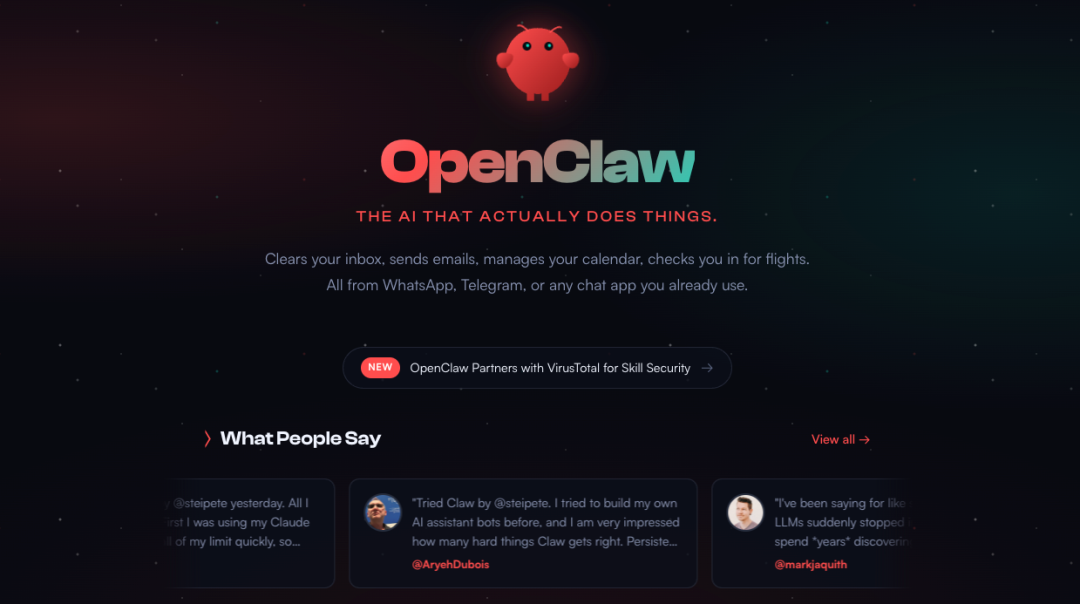 OpenClaw
THE AI THAT ACTUALLY DOES THINGS.
Clears your inbox, sends emails, manages your calendar, checks you in for flights.
All from WhatsApp, Telegram, or any chat app you already use.
NEW OpenClaw Partners with VirusTotal for Skill Security →
⟩ What People Say
View all →
@steipete yesterday. All I
first I was using my Claude
of my limit quickly, so...
"Tried Claw by @steipete. I tried to build my own
AI assistant bots before, and I am very impressed
how many hard things Claw gets right. Persiste...
@AryehDubois
"I've been saying for like
LLMs suddenly stopped
spend *years* discovering
@markjaquith